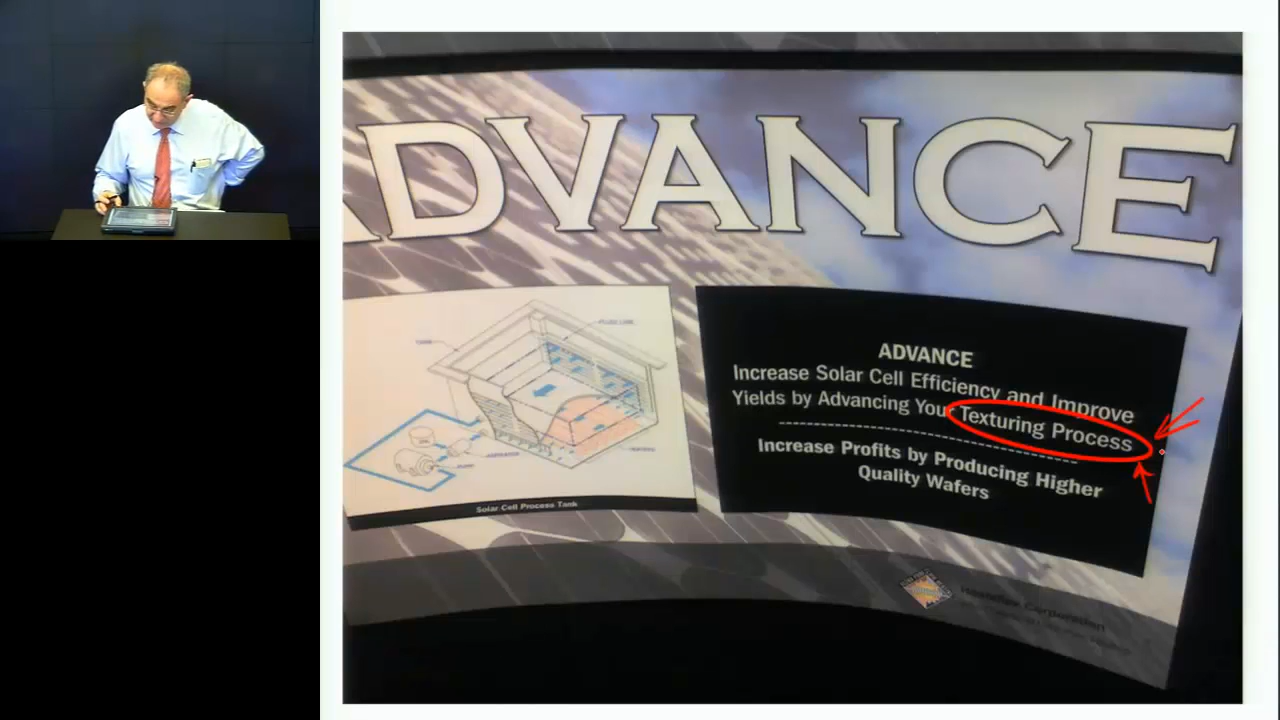 ADVANCE
ADVANCE
Increase Solar Cell Efficiency and Improve
Yields by Advancing Your Texturing Process
Increase Profits by Producing Higher
Quality Wafers
Solar Cell Process Tank
Corporation